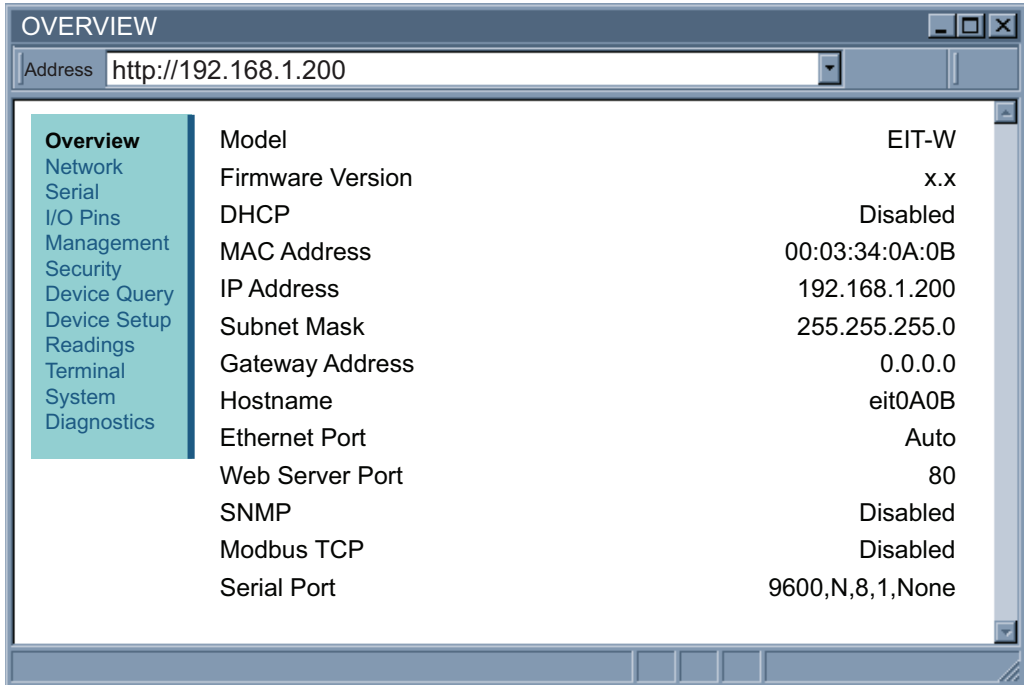 OVERVIEW
Address http://192.168.1.200
Overview
Network
Serial
I/O Pins
Management
Security
Device Query
Device Setup
Readings
Terminal
System
Diagnostics
Model EIT-W
Firmware Version x.x
DHCP Disabled
MAC Address 00:03:34:0A:0B
IP Address 192.168.1.200
Subnet Mask 255.255.255.0
Gateway Address 0.0.0.0
Hostname eit0A0B
Ethernet Port Auto
Web Server Port 80
SNMP Disabled
Modbus TCP Disabled
Serial Port 9600,N,8,1,None